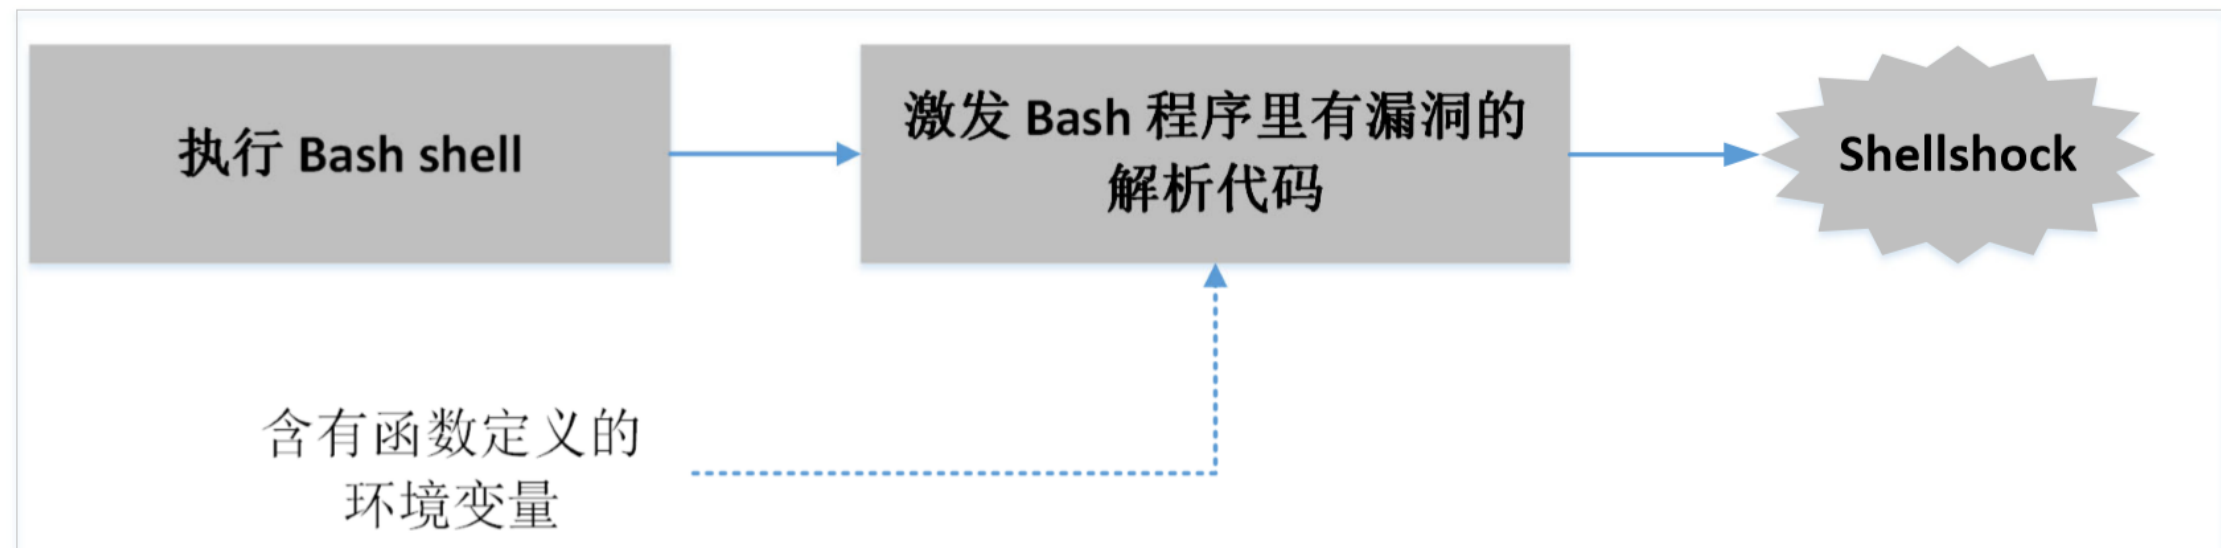 执行 Bash shell
激发 Bash 程序里有漏洞的
解析代码
Shellshock
含有函数定义的
环境变量